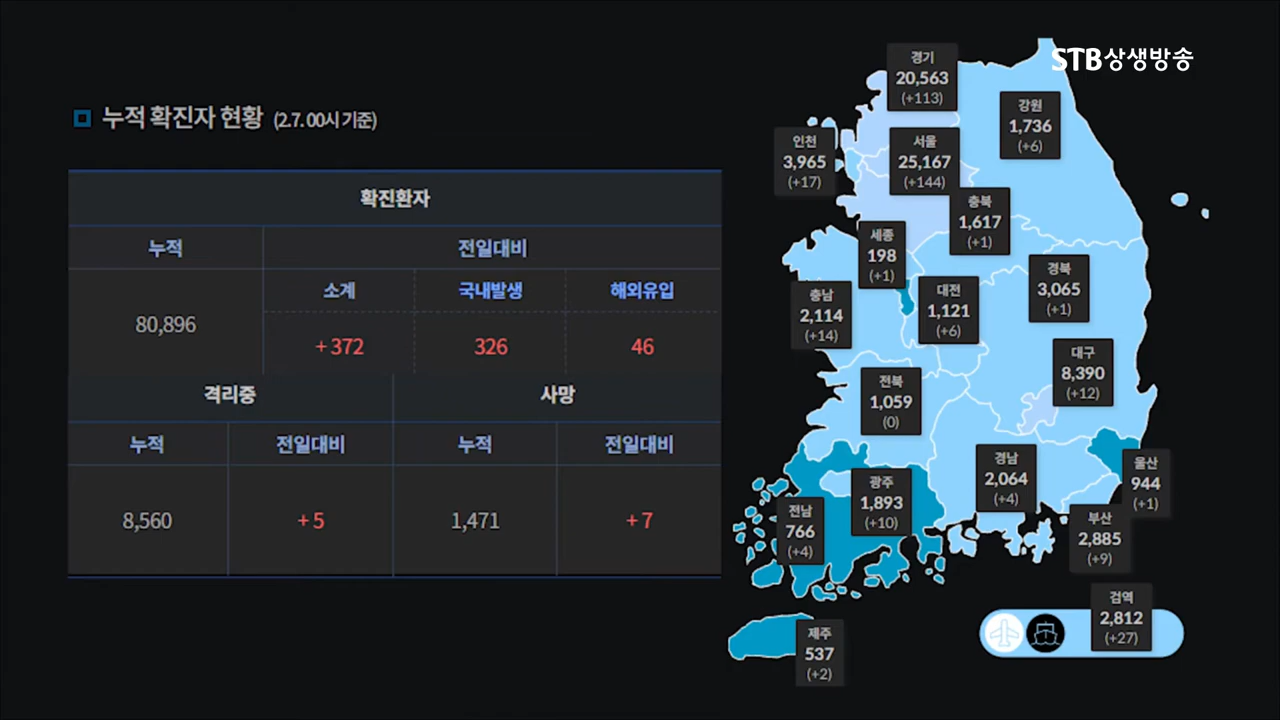 STB상생방송
누적 확진자 현황 (2.7. 00시 기준)
확진환자
누적
전일대비
소계
국내발생
해외유입
80,896
+ 372
326
46
격리중
사망
누적
전일대비
누적
전일대비
8,560
+ 5
1,471
+ 7
경기
20,563
(+113)
강원
1,736
(+6)
인천
3,965
(+17)
서울
25,167
(+144)
충북
1,617
(+1)
세종
198
(+1)
경북
3,065
(+1)
충남
2,114
(+14)
대전
1,121
(+6)
대구
8,390
(+12)
전북
1,059
(0)
경남
2,064
(+4)
울산
944
(+1)
광주
1,893
(+10)
전남
766
(+4)
부산
2,885
(+9)
검역
2,812
(+27)
제주
537
(+2)